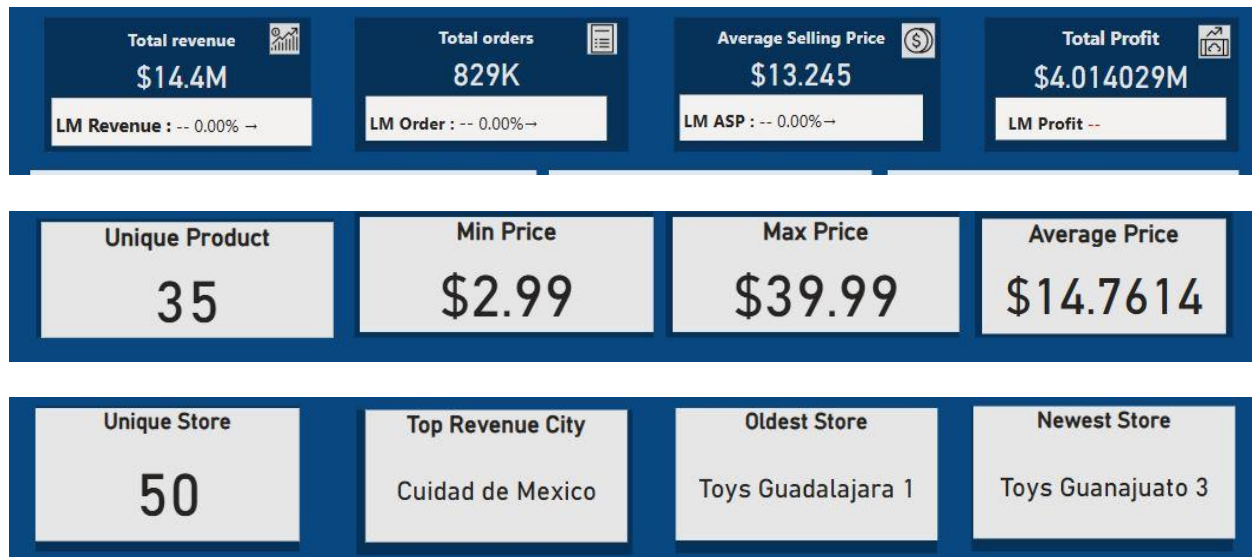 Total revenue
$14.4M
LM Revenue : -- 0.00% →
Total orders
829K
LM Order : -- 0.00%→
Average Selling Price
$13.245
LM ASP : -- 0.00%→
Total Profit
$4.014029M
LM Profit --
Unique Product
35
Min Price
$2.99
Max Price
$39.99
Average Price
$14.7614
Unique Store
50
Top Revenue City
Cuidad de Mexico
Oldest Store
Toys Guadalajara 1
Newest Store
Toys Guanajuato 3